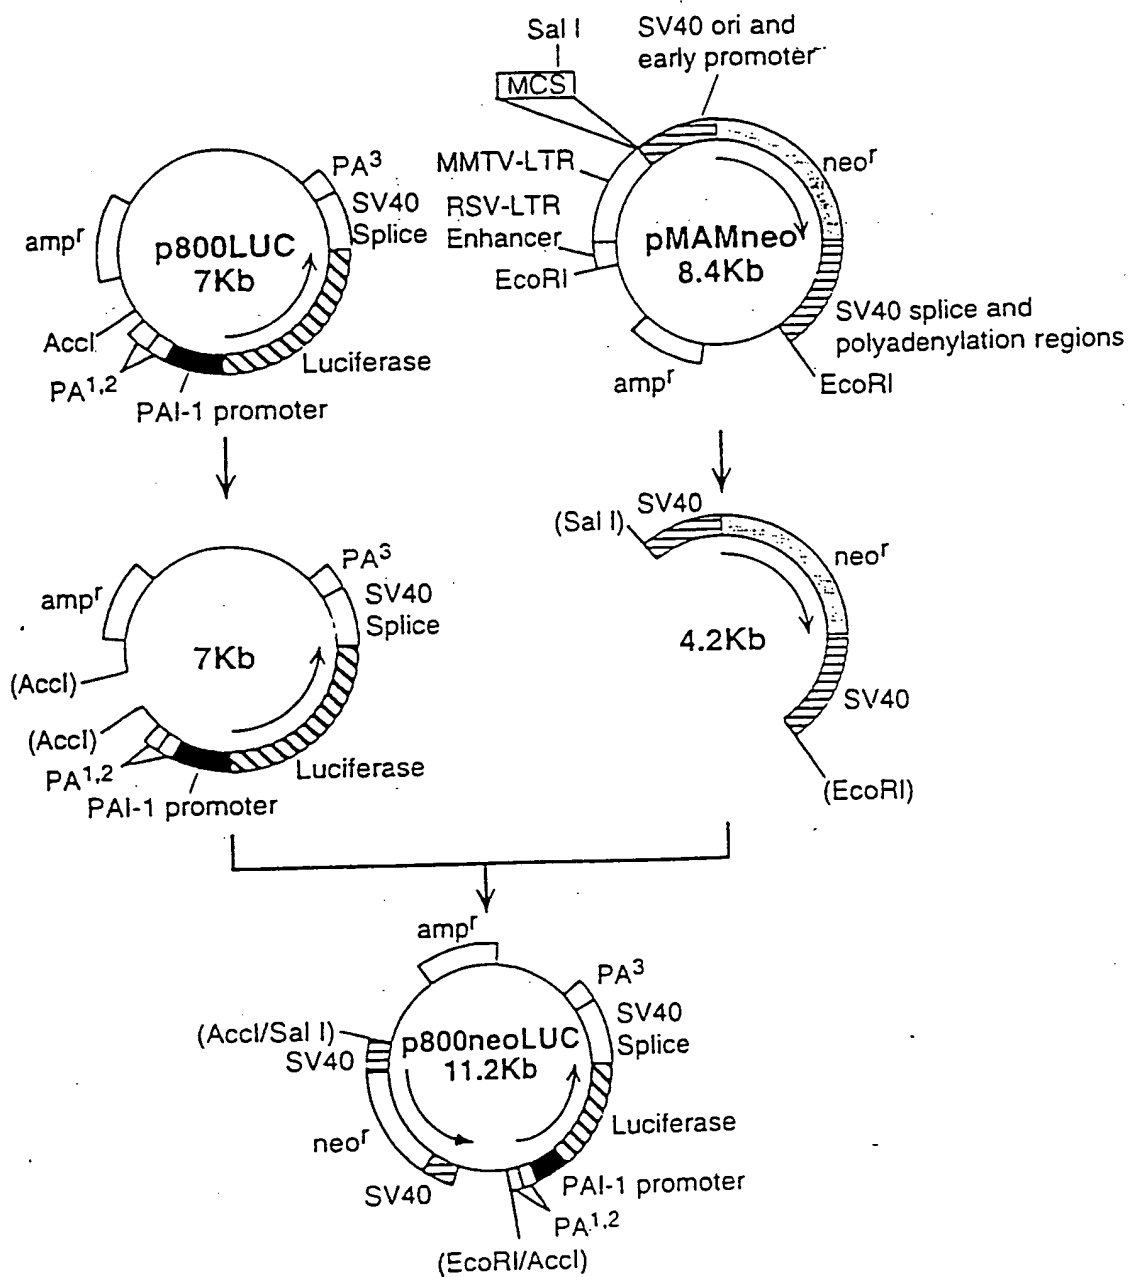 Sal I
SV40 ori and
early promoter
MCS
PA³
SV40
Splice
ampʳ
p800LUC
7Kb
AccI
PA¹,²
Luciferase
PAI-1 promoter
MMTV-LTR
RSV-LTR
Enhancer
EcoRI
neoʳ
pMAMneo
8.4Kb
SV40 splice and
polyadenylation regions
EcoRI
ampʳ
PA³
SV40
Splice
ampʳ
7Kb
(AccI)
(AccI)
PA¹,²
Luciferase
PAI-1 promoter
SV40
(Sal I)
neoʳ
4.2Kb
SV40
(EcoRI)
ampʳ
PA³
SV40
Splice
(AccI/Sal I)
SV40
p800neoLUC
11.2Kb
neoʳ
Luciferase
SV40
PAI-1 promoter
PA¹,²
(EcoRI/AccI)